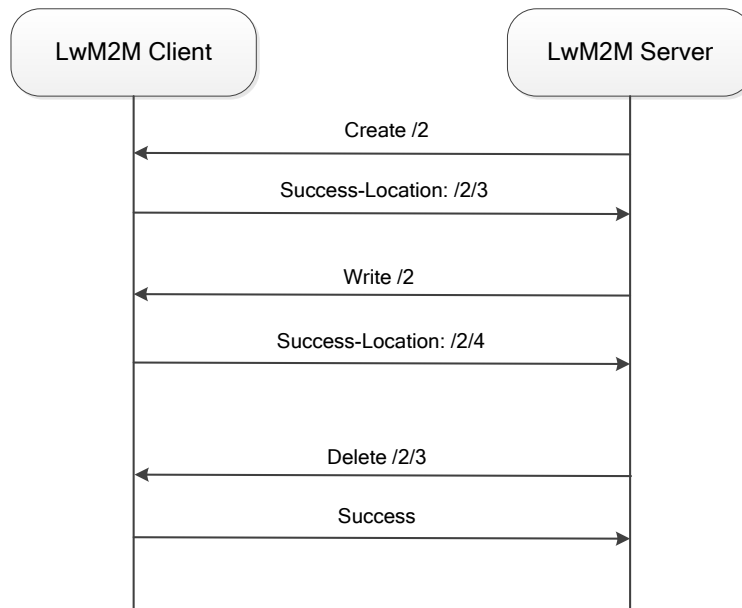 LwM2M Client
LwM2M Server
Create /2
Success-Location: /2/3
Write /2
Success-Location: /2/4
Delete /2/3
Success